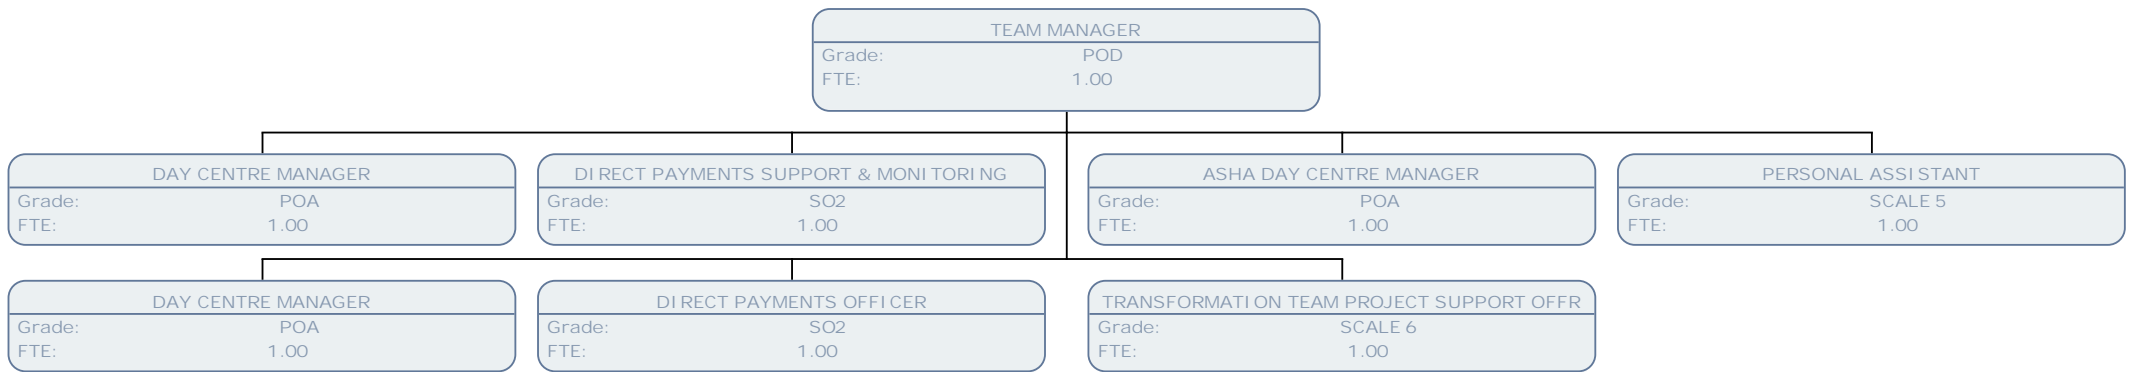 TEAM MANAGER
Grade: POD
FTE: 1.00
DAY CENTRE MANAGER
Grade: POA
FTE: 1.00
DIRECT PAYMENTS SUPPORT & MONITORING
Grade: SO2
FTE: 1.00
ASHA DAY CENTRE MANAGER
Grade: POA
FTE: 1.00
PERSONAL ASSISTANT
Grade: SCALE 5
FTE: 1.00
DAY CENTRE MANAGER
Grade: POA
FTE: 1.00
DIRECT PAYMENTS OFFICER
Grade: SO2
FTE: 1.00
TRANSFORMATION TEAM PROJECT SUPPORT OFFR
Grade: SCALE 6
FTE: 1.00